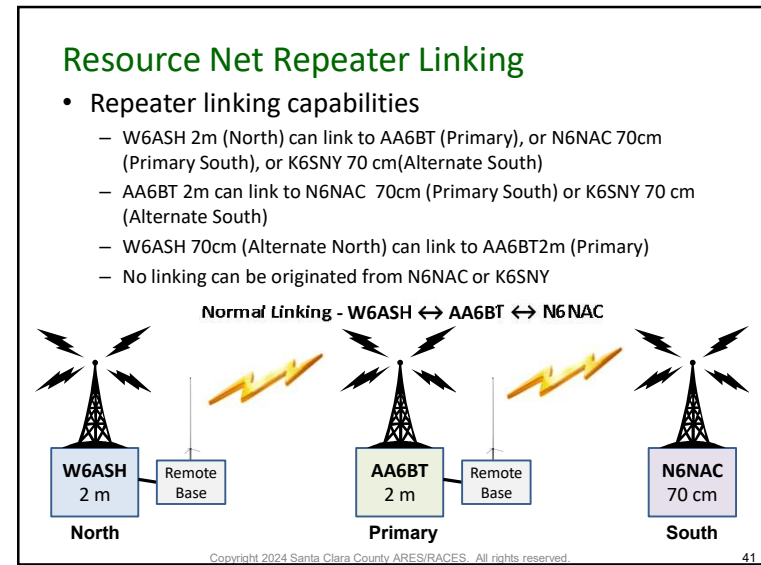 Resource Net Repeater Linking
• Repeater linking capabilities
– W6ASH 2m (North) can link to AA6BT (Primary), or N6NAC 70cm
(Primary South), or K6SNY 70 cm(Alternate South)
– AA6BT 2m can link to N6NAC  70cm (Primary South) or K6SNY 70 cm
(Alternate South)
– W6ASH 70cm (Alternate North) can link to AA6BT2m (Primary)
– No linking can be originated from N6NAC or K6SNY
Normal Linking - W6ASH ↔ AA6BT ↔ N6NAC
W6ASH
2 m
Remote
Base
North
AA6BT
2 m
Remote
Base
Primary
N6NAC
70 cm
South
Copyright 2024 Santa Clara County ARES/RACES.  All rights reserved.
41